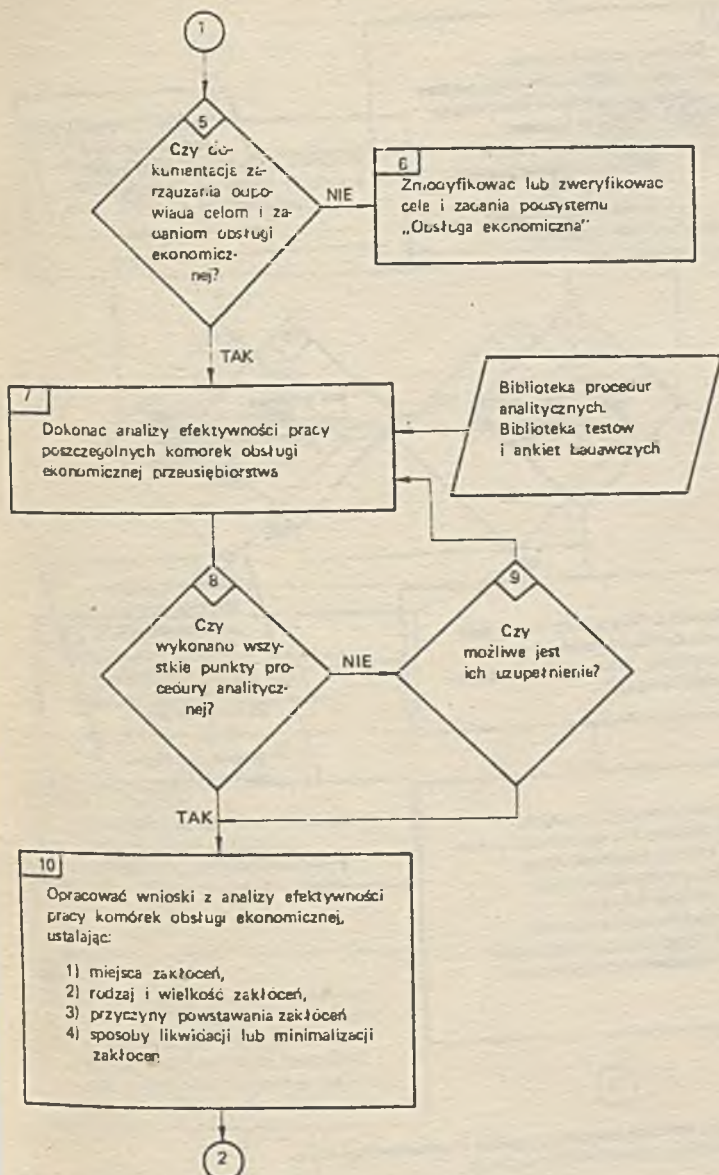 1
5
Czy do-
kumentacja za-
rządzania odpo-
wiada celom i za-
daniom obsługi
ekonomicz-
nej?
NIE
6
Zmodyfikować lub zweryfikować
cele i zadania podsystemu
„Obsługa ekonomiczna”
TAK
7
Dokonac analizy efektywności pracy
poszczegolnych komorek obsługi
ekonomicznej przedsiębiorstwa
Biblioteka procedur
analitycznych.
Biblioteka testów
i ankiet badawczych
8
Czy
wykonano wszy-
stkie punkty pro-
cedury analitycz-
nej?
NIE
9
Czy
możliwe jest
ich uzupełnienie?
TAK
10
Opracować wnioski z analizy efektywności
pracy komórek obsługi ekonomicznej,
ustalając:
1) miejsca zakłóceń,
2) rodzaj i wielkość zakłóceń,
3) przyczyny powstawania zakłóceń
4) sposoby likwidacji lub minimalizacji
zakłóceń
2